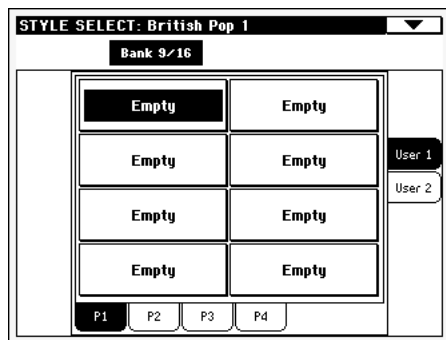 STYLE SELECT: British Pop 1
Bank 9/16
Empty Empty
Empty Empty
User 1
User 2
Empty Empty
Empty Empty
P1 P2 P3 P4